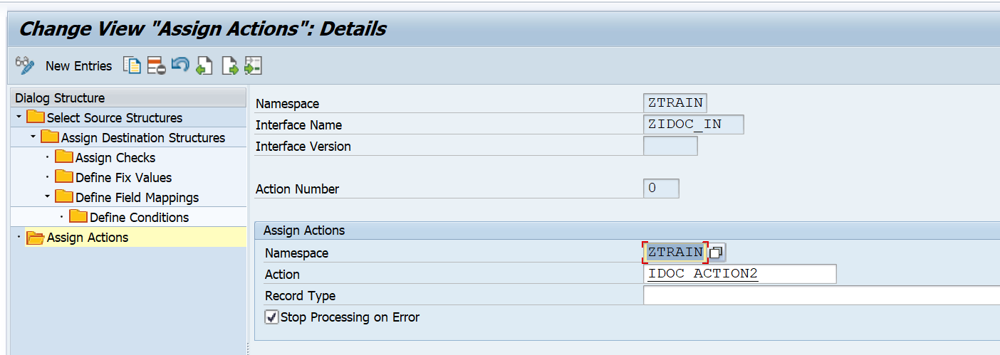 Change View "Assign Actions": Details
New Entries
Dialog Structure
Select Source Structures
Assign Destination Structures
Assign Checks
Define Fix Values
Define Field Mappings
Define Conditions
Assign Actions
Namespace ZTRAIN
Interface Name ZIDOC_IN
Interface Version
Action Number 0
Assign Actions
Namespace ZTRAIN
Action IDOC_ACTION2
Record Type
Stop Processing on Error